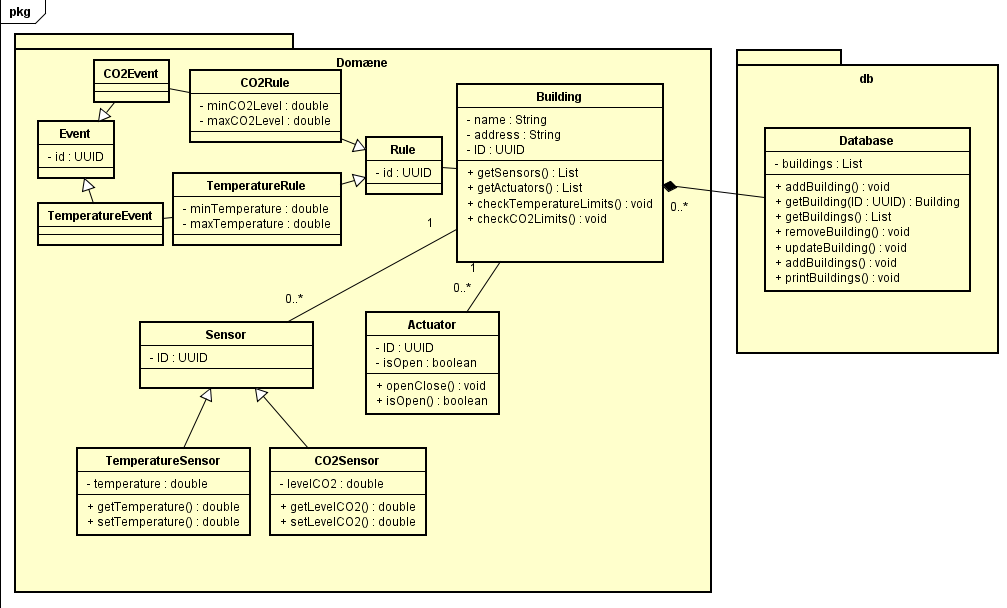 pkg
Domæne
CO2Event
CO2Rule
- minCO2Level : double
- maxCO2Level : double
Event
- id : UUID
Rule
- id : UUID
TemperatureEvent
TemperatureRule
- minTemperature : double
- maxTemperature : double
Building
- name : String
- address : String
- ID : UUID
+ getSensors() : List
+ getActuators() : List
+ checkTemperatureLimits() : void
+ checkCO2Limits() : void
1
0..*
1
0..*
0..*
Sensor
- ID : UUID
Actuator
- ID : UUID
- isOpen : boolean
+ openClose() : void
+ isOpen() : boolean
TemperatureSensor
- temperature : double
+ getTemperature() : double
+ setTemperature() : double
CO2Sensor
- levelCO2 : double
+ getLevelCO2() : double
+ setLevelCO2() : double
db
Database
- buildings : List
+ addBuilding() : void
+ getBuilding(ID : UUID) : Building
+ getBuildings() : List
+ removeBuilding() : void
+ updateBuilding() : void
+ addBuildings() : void
+ printBuildings() : void